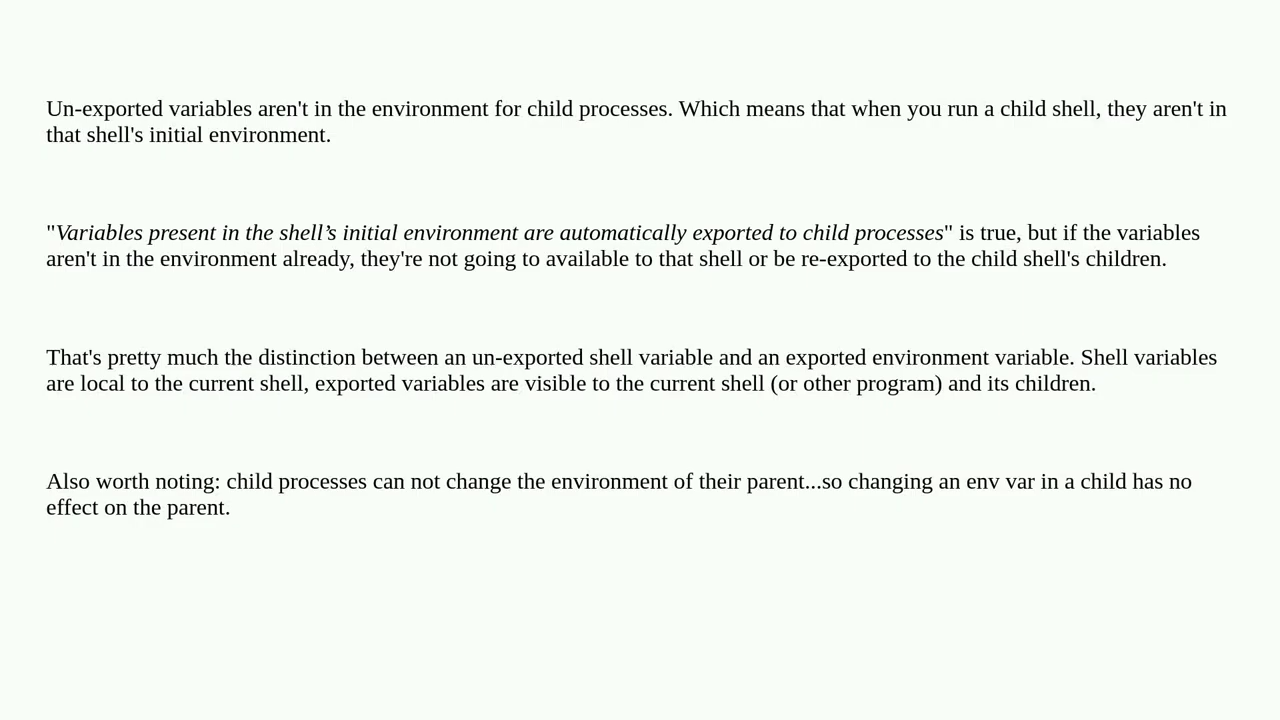 Un-exported variables aren't in the environment for child processes. Which means that when you run a child shell, they aren't in
that shell's initial environment.
"Variables present in the shell’s initial environment are automatically exported to child processes" is true, but if the variables
aren't in the environment already, they're not going to available to that shell or be re-exported to the child shell's children.
That's pretty much the distinction between an un-exported shell variable and an exported environment variable. Shell variables
are local to the current shell, exported variables are visible to the current shell (or other program) and its children.
Also worth noting: child processes can not change the environment of their parent...so changing an env var in a child has no
effect on the parent.